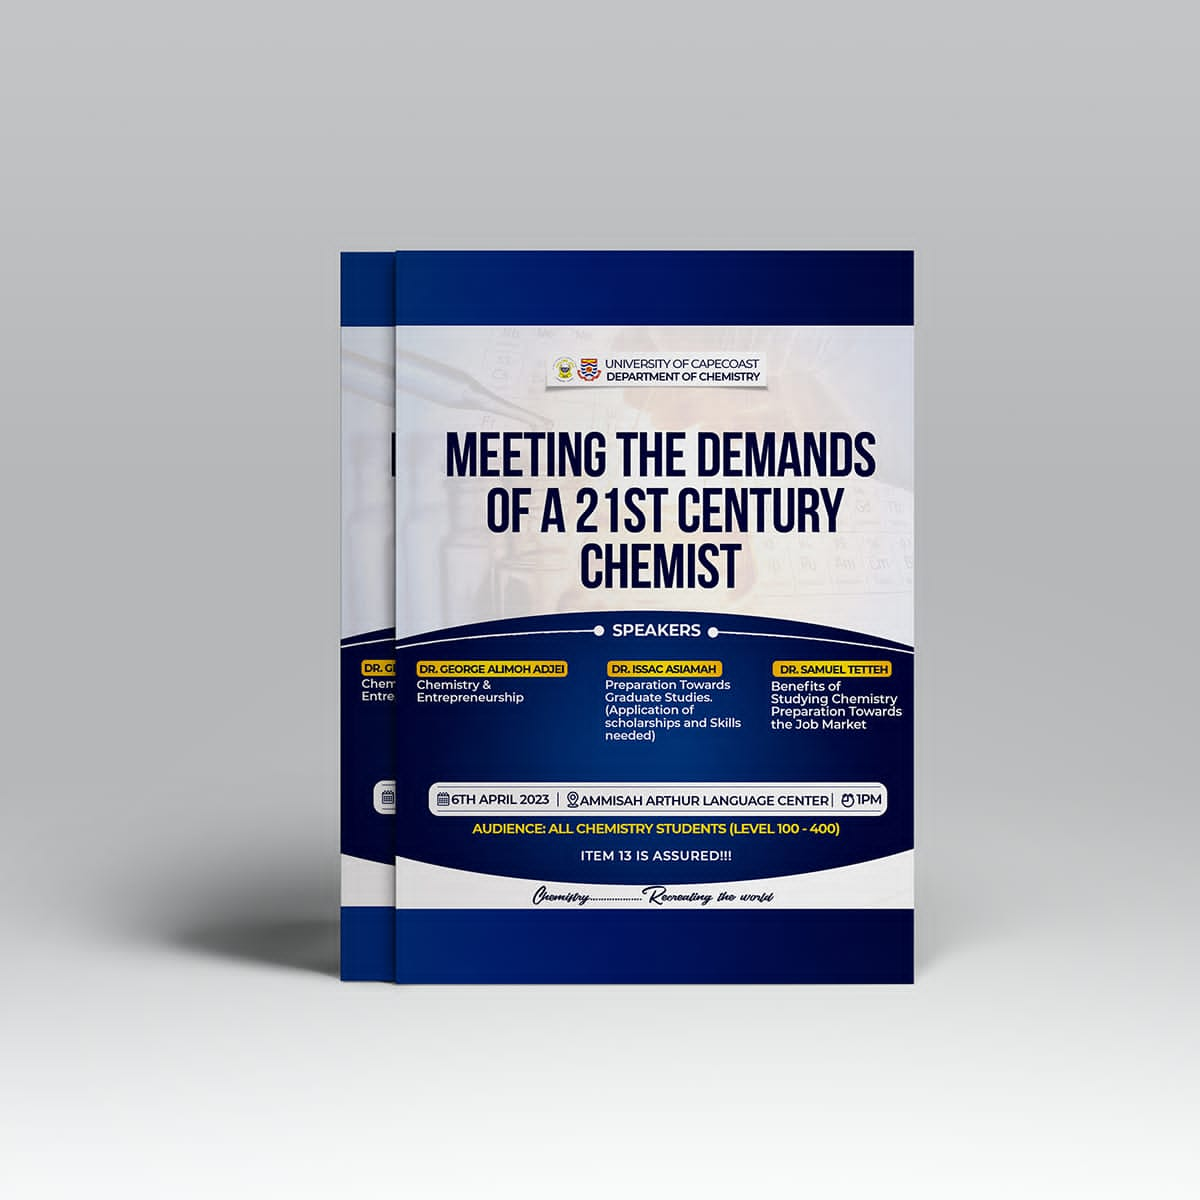 UNIVERSITY OF CAPECOAST
DEPARTMENT OF CHEMISTRY
MEETING THE DEMANDS
OF A 21ST CENTURY
CHEMIST
SPEAKERS
DR. GEORGE ALIMOH ADJEI
Chemistry &
Entrepreneurship
DR. ISSAC ASIAMAH
Preparation Towards
Graduate Studies.
(Application of
scholarships and Skills
needed)
DR. SAMUEL TETTEH
Benefits of
Studying Chemistry
Preparation Towards
the Job Market
6TH APRIL 2023 | AMMISAH ARTHUR LANGUAGE CENTER | 1PM
AUDIENCE: ALL CHEMISTRY STUDENTS (LEVEL 100 - 400)
ITEM 13 IS ASSURED!!!
Chemistry.................... Recreating the world
DR. G
Chem
Entre